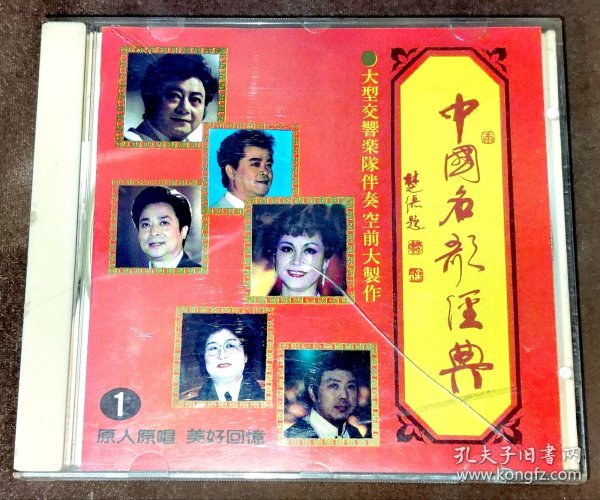 中國名歌經典
楚傖題
大型交響楽隊伴奏空前大製作
1
原人原唱 美好回憶
孔夫子旧书网
www.kongfz.com